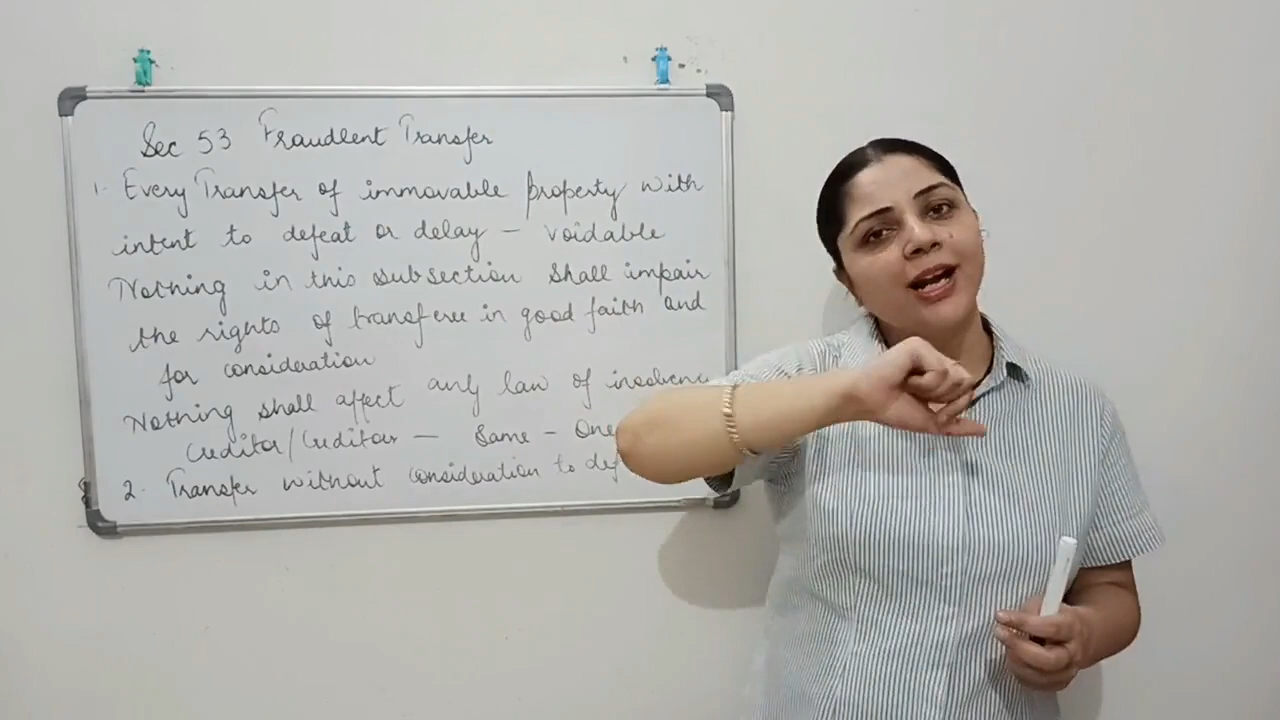 Sec 53 Fraudlent Transfer
1. Every Transfer of immovable property with
intent to defeat or delay – voidable
Nothing in this subsection shall impair
the rights of transferee in good faith and
for consideration
Nothing shall affect any law of insolvency
Creditor/Creditors — Same - One
2. Transfer without consideration to def